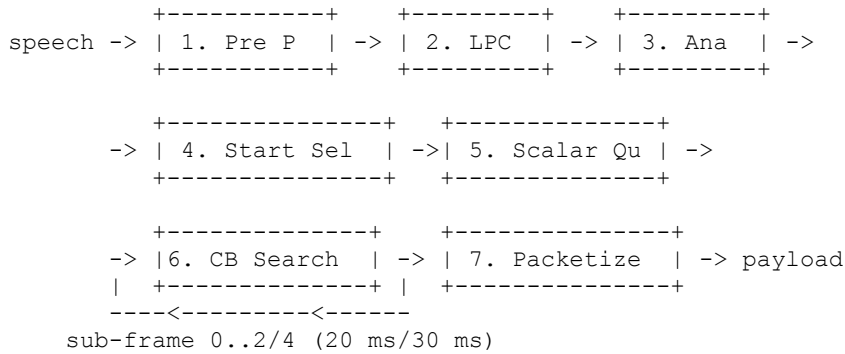 speech -> | 1. Pre P | -> | 2. LPC | -> | 3. Ana | ->
-> | 4. Start Sel | ->| 5. Scalar Qu | ->
-> |6. CB Search | -> | 7. Packetize | -> payload
sub-frame 0..2/4 (20 ms/30 ms)